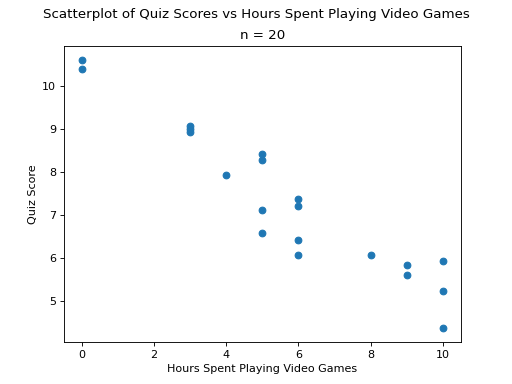 Scatterplot of Quiz Scores vs Hours Spent Playing Video Games
n = 20
10
9
8
7
6
5
Quiz Score
0 2 4 6 8 10
Hours Spent Playing Video Games